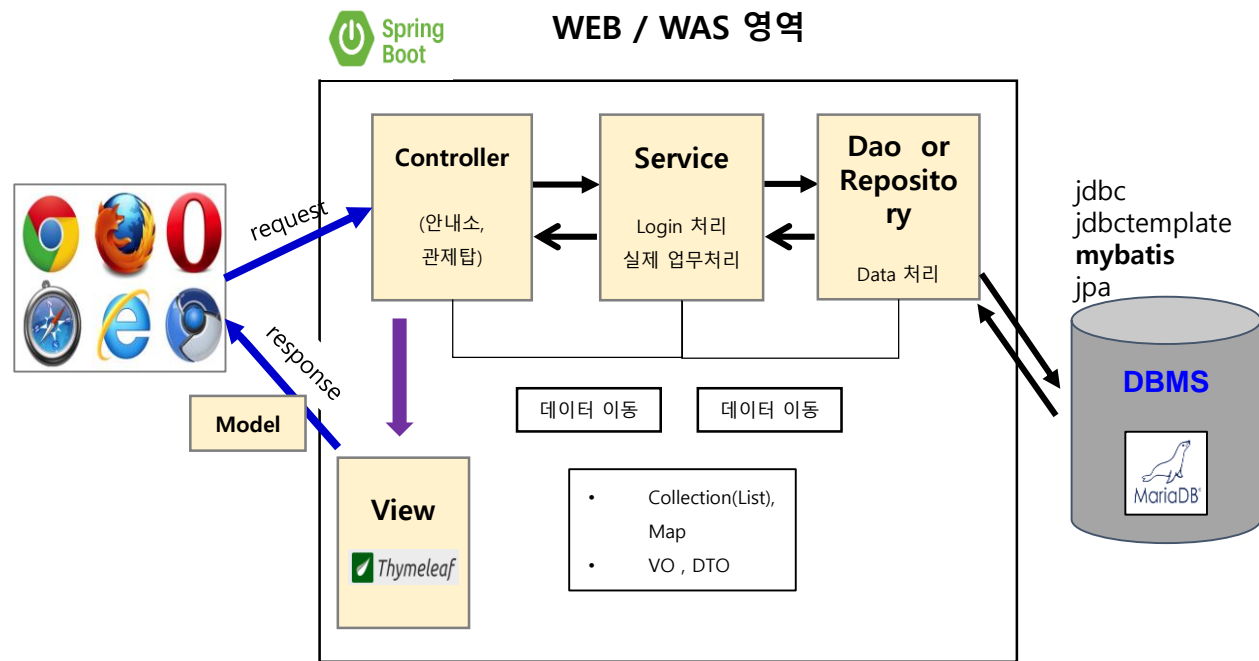 Spring
Boot
WEB / WAS 영역
Controller
(안내소,
관제탑)
Service
Login 처리
실제 업무처리
Dao or
Reposito
ry
Data 처리
request
response
Model
jdbc
jdbctemplate
mybatis
jpa
DBMS
MariaDB
데이터 이동
데이터 이동
View
Thymeleaf
• Collection(List),
Map
• VO , DTO